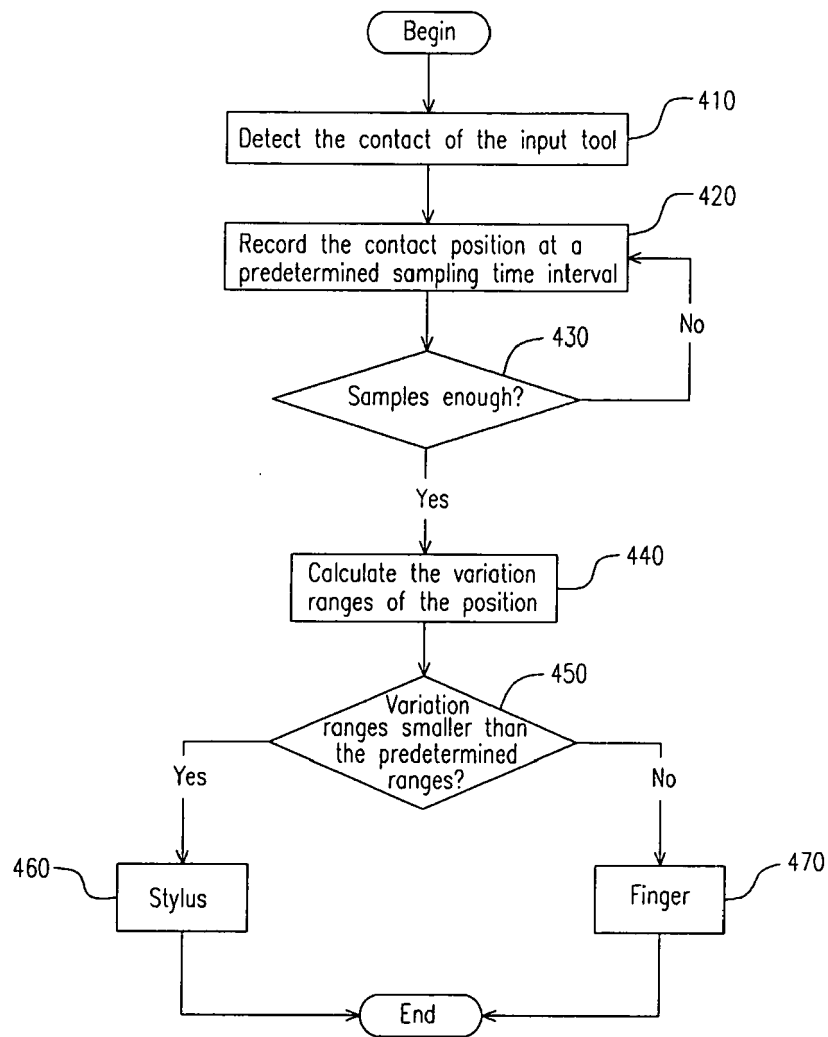 Begin
410
Detect the contact of the input tool
420
Record the contact position at a
predetermined sampling time interval
No
430
Samples enough?
Yes
440
Calculate the variation
ranges of the position
450
Variation
ranges smaller than
the predetermined
ranges?
Yes
No
460
Stylus
470
Finger
End